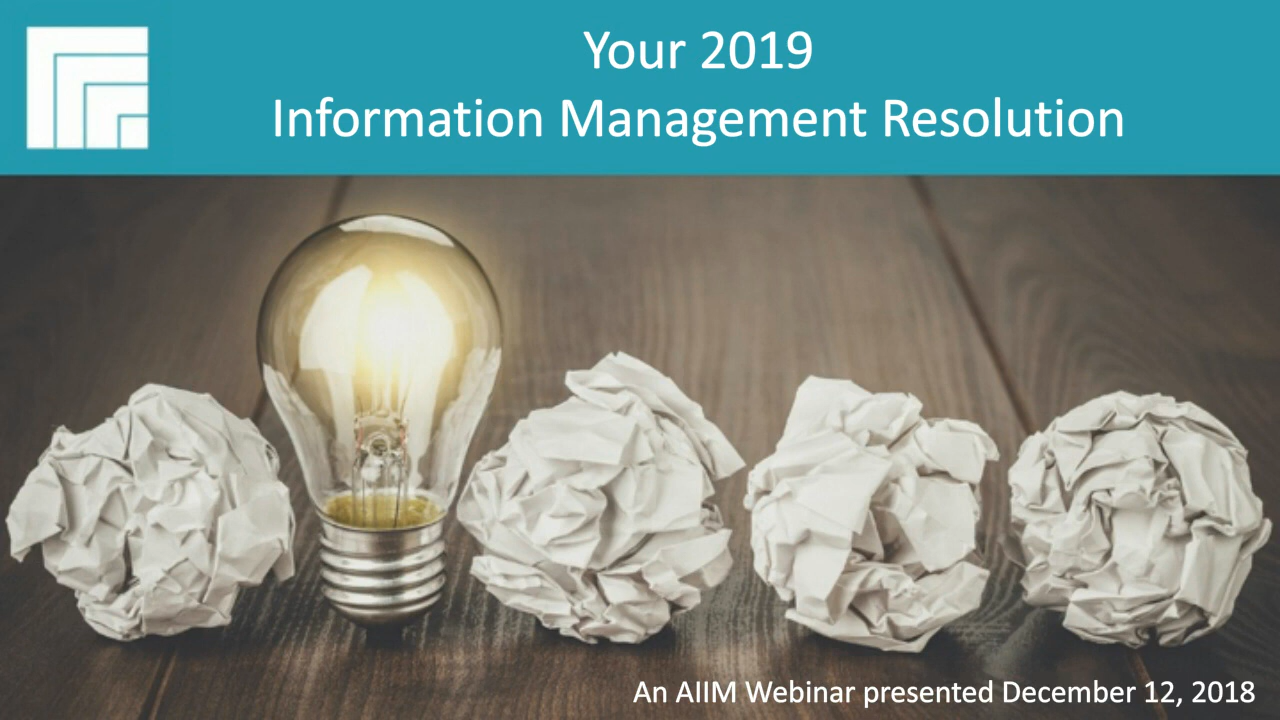 Your 2019
Information Management Resolution
An AIIM Webinar presented December 12, 2018